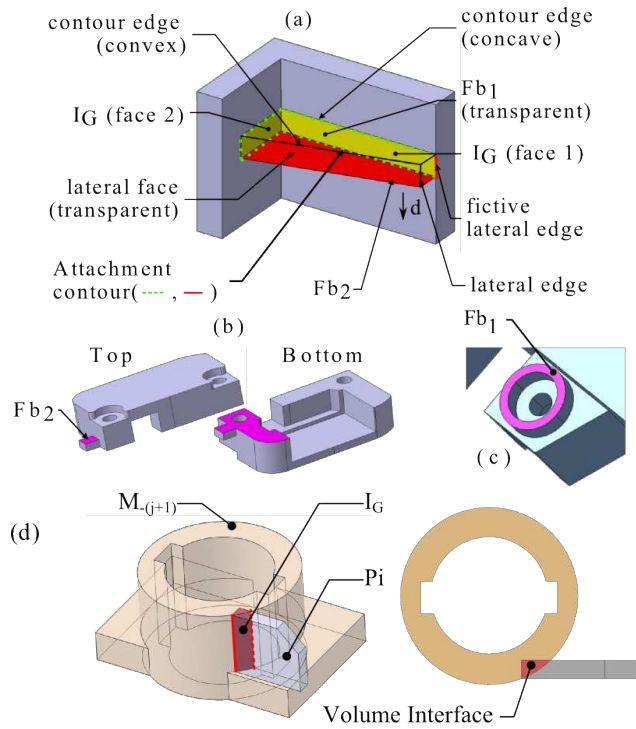 (a)
contour edge
(convex)
contour edge
(concave)
Fb1
(transparent)
IG (face 2)
IG (face 1)
lateral face
(transparent)
d
fictive
lateral edge
Attachment
contour( , )
Fb2
lateral edge
(b)
Top
Bottom
Fb2
Fb1
(c)
(d)
M-(j+1)
IG
Pi
Volume Interface